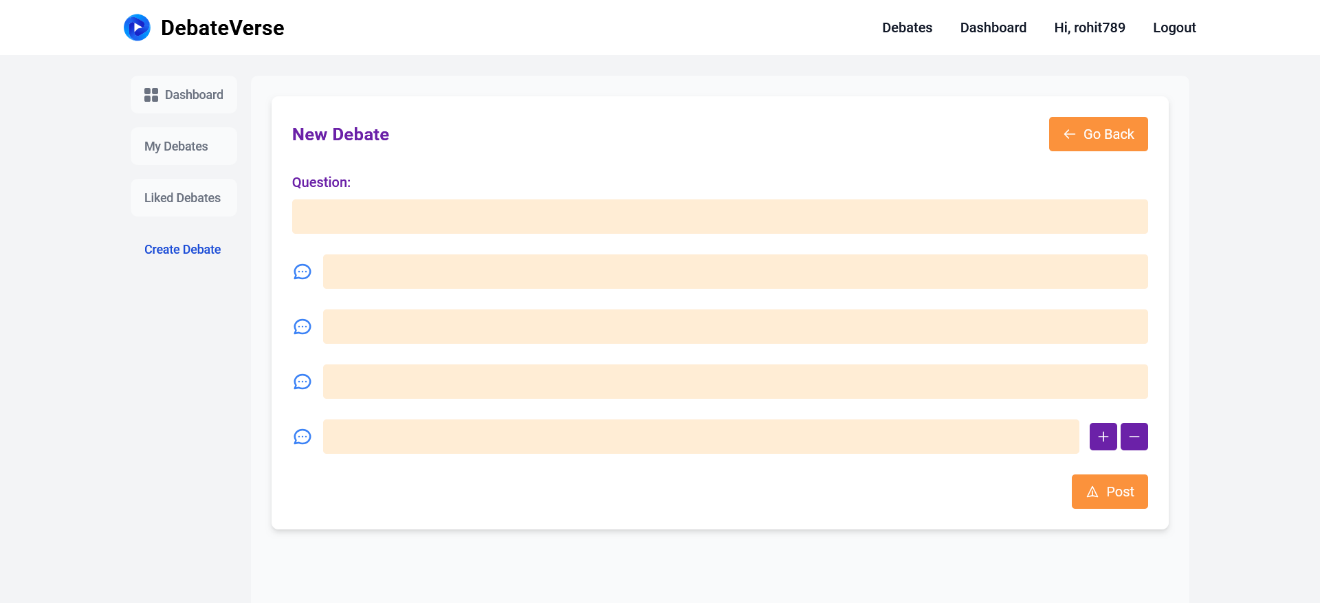 DebateVerse
Debates Dashboard Hi, rohit789 Logout
Dashboard
My Debates
Liked Debates
Create Debate
New Debate
Go Back
Question:
Post